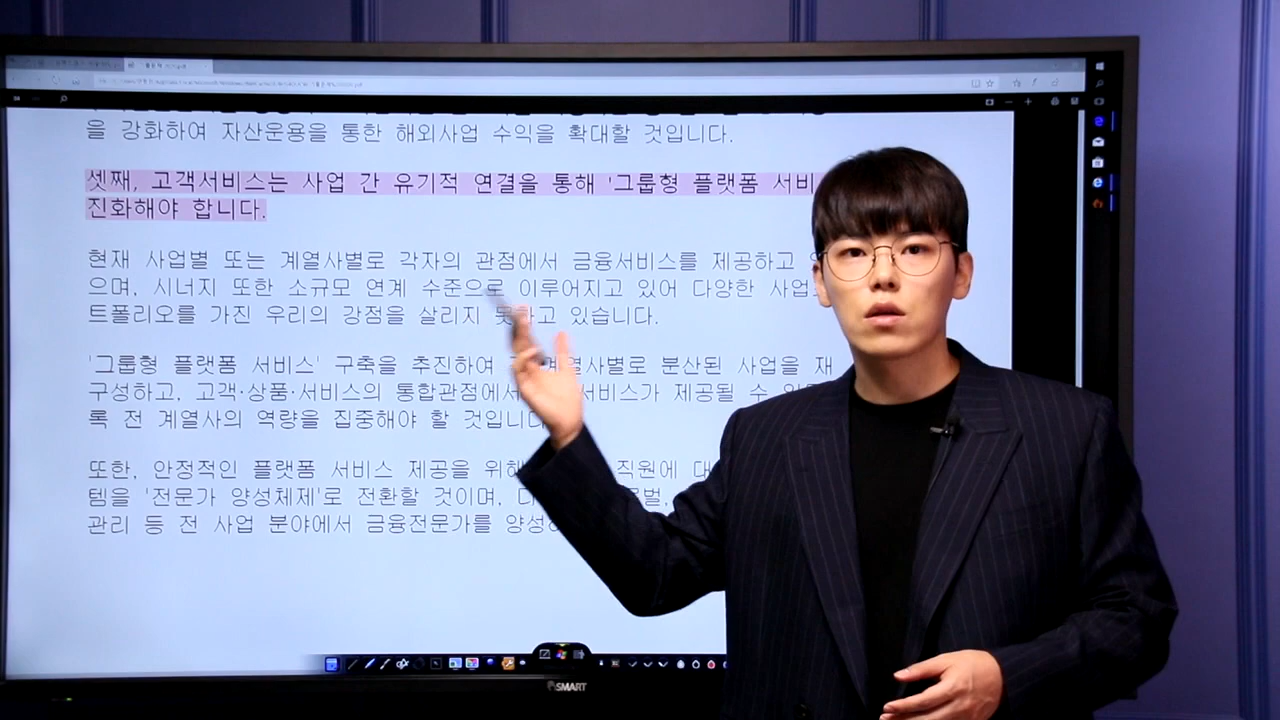 을 강화하여 자산운용을 통한 해외사업 수익을 확대할 것입니다.
셋째, 고객서비스는 사업 간 유기적 연결을 통해 '그룹형 플랫폼 서비
진화해야 합니다.
현재 사업별 또는 계열사별로 각자의 관점에서 금융서비스를 제공하고
으며, 시너지 또한 소규모 연계 수준으로 이루어지고 있어 다양한 사업
트폴리오를 가진 우리의 강점을 살리지 못하고 있습니다.
'그룹형 플랫폼 서비스' 구축을 추진하여 계열사별로 분산된 사업을 재
구성하고, 고객·상품·서비스의 통합관점에서 서비스가 제공될 수
록 전 계열사의 역량을 집중해야 할 것입니다
또한, 안정적인 플랫폼 서비스 제공을 위해 직원에
템을 '전문가 양성체제'로 전환할 것이며,
관리 등 전 사업 분야에서 금융전문가를 양성
SMART